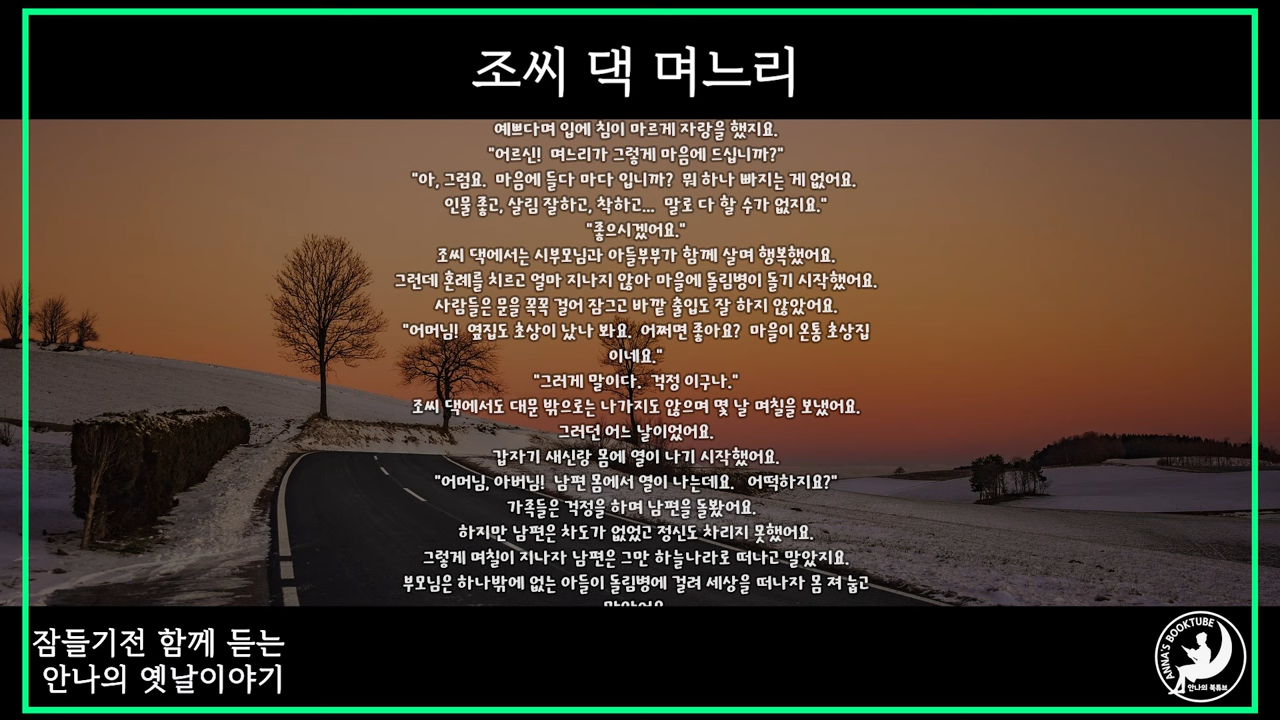 조씨 댁 며느리
예쁘다며 입에 침이 마르게 자랑을 했지요.
"어르신!  며느리가 그렇게 마음에 드십니까?"
"아, 그럼요.  마음에 들다 마다 입니까?  뭐 하나 빠지는 게 없어요.
인물 좋고, 살림 잘하고, 착하고...  말로 다 할 수가 없지요."
"좋으시겠어요."
조씨 댁에서는 시부모님과 아들부부가 함께 살며 행복했어요.
그런데 혼례를 치르고 얼마 지나지 않아 마을에 돌림병이 돌기 시작했어요.
사람들은 문을 꼭꼭 걸어 잠그고 바깥 출입도 잘 하지 않았어요.
"어머님!  옆집도 초상이 났나 봐요.  어쩌면 좋아요?  마을이 온통 초상집
이네요."
"그러게 말이다.  걱정 이구나."
조씨 댁에서도 대문 밖으로는 나가지도 않으며 몇 날 며칠을 보냈어요.
그러던 어느 날이었어요.
갑자기 새신랑 몸에 열이 나기 시작했어요.
"어머님, 아버님!  남편 몸에서 열이 나는데요.   어떡하지요?"
가족들은 걱정을 하며 남편을 돌봤어요.
하지만 남편은 차도가 없었고 정신도 차리지 못했어요.
그렇게 며칠이 지나자 남편은 그만 하늘나라로 떠나고 말았지요.
부모님은 하나밖에 없는 아들이 돌림병에 걸려 세상을 떠나자 몸 져 눕고
잠들기전 함께 듣는
안나의 옛날이야기
ANNA'S BOOKTUBE
안나의 북튜브